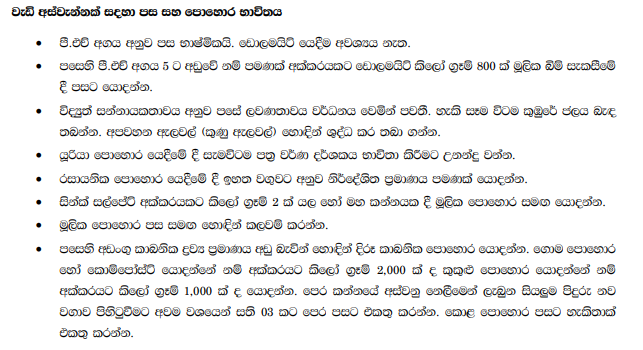 වැඩි අස්වැන්නක් සඳහා පස සහ පොහොර භාවිතය
• පී.එච් අගය අනුව පස භාෂ්මිකයි. ඩොලමයිට් යෙදීම අවශ්‍යය නැත.
• පසෙහි පී.එච් අගය 5 ට අඩුවේ නම් පමණක් අක්කරයකට ඩොලමයිට් කිලෝ ග්‍රෑම් 800 ක් මූලික බිම් සැකසීමේ
දී පසට යොදන්න.
• විද්‍යුත් සන්නායකතාවය අනුව පසේ ලවණතාවය වර්ධනය වෙමින් පවතී. හැකි සෑම විටම කුඹුරේ ජලය බැඳ
තබන්න. අපවහන ඇලවල් (කුණු ඇලවල්) හොඳින් ශුද්ධ කර තබා ගන්න.
• යූරියා පොහොර යෙදීමේ දී සැමවිටම පත්‍ර වර්ණ දර්ශකය භාවිතා කිරීමට උනන්දු වන්න.
• රසායනික පොහොර යෙදීමේ දී ඉහත වගුවට අනුව නිර්දේශිත ප්‍රමාණය පමණක් යොදන්න.
• සින්ක් සල්පේට් අක්කරයකට කිලෝ ග්‍රෑම් 2 ක් යල හෝ මහ කන්නයක දී මූලික පොහොර සමඟ යොදන්න.
• මූලික පොහොර පස සමඟ හොඳින් කලවම් කරන්න.
• පසෙහි අඩංගු කාබනික ද්‍රව්‍ය ප්‍රමාණය අඩු බැවින් හොඳින් දිරූ කාබනික පොහොර යොදන්න. ගොම පොහොර
හෝ කොම්පෝස්ට් යොදන්නේ නම් අක්කරයට කිලෝ ග්‍රෑම් 2,000 ක් ද කුකුළු පොහොර යොදන්නේ නම්
අක්කරයට කිලෝ ග්‍රෑම් 1,000 ක් ද යොදන්න. පෙර කන්නයේ අස්වනු නෙලීමෙන් ලැබුන සියලුම පිදුරු නව
වගාව පිහිටුවීමට අවම වශයෙන් සති 03 කට පෙර පසට එකතු කරන්න. කොළ පොහොර පසට හැකිතාක්
එකතු කරන්න.